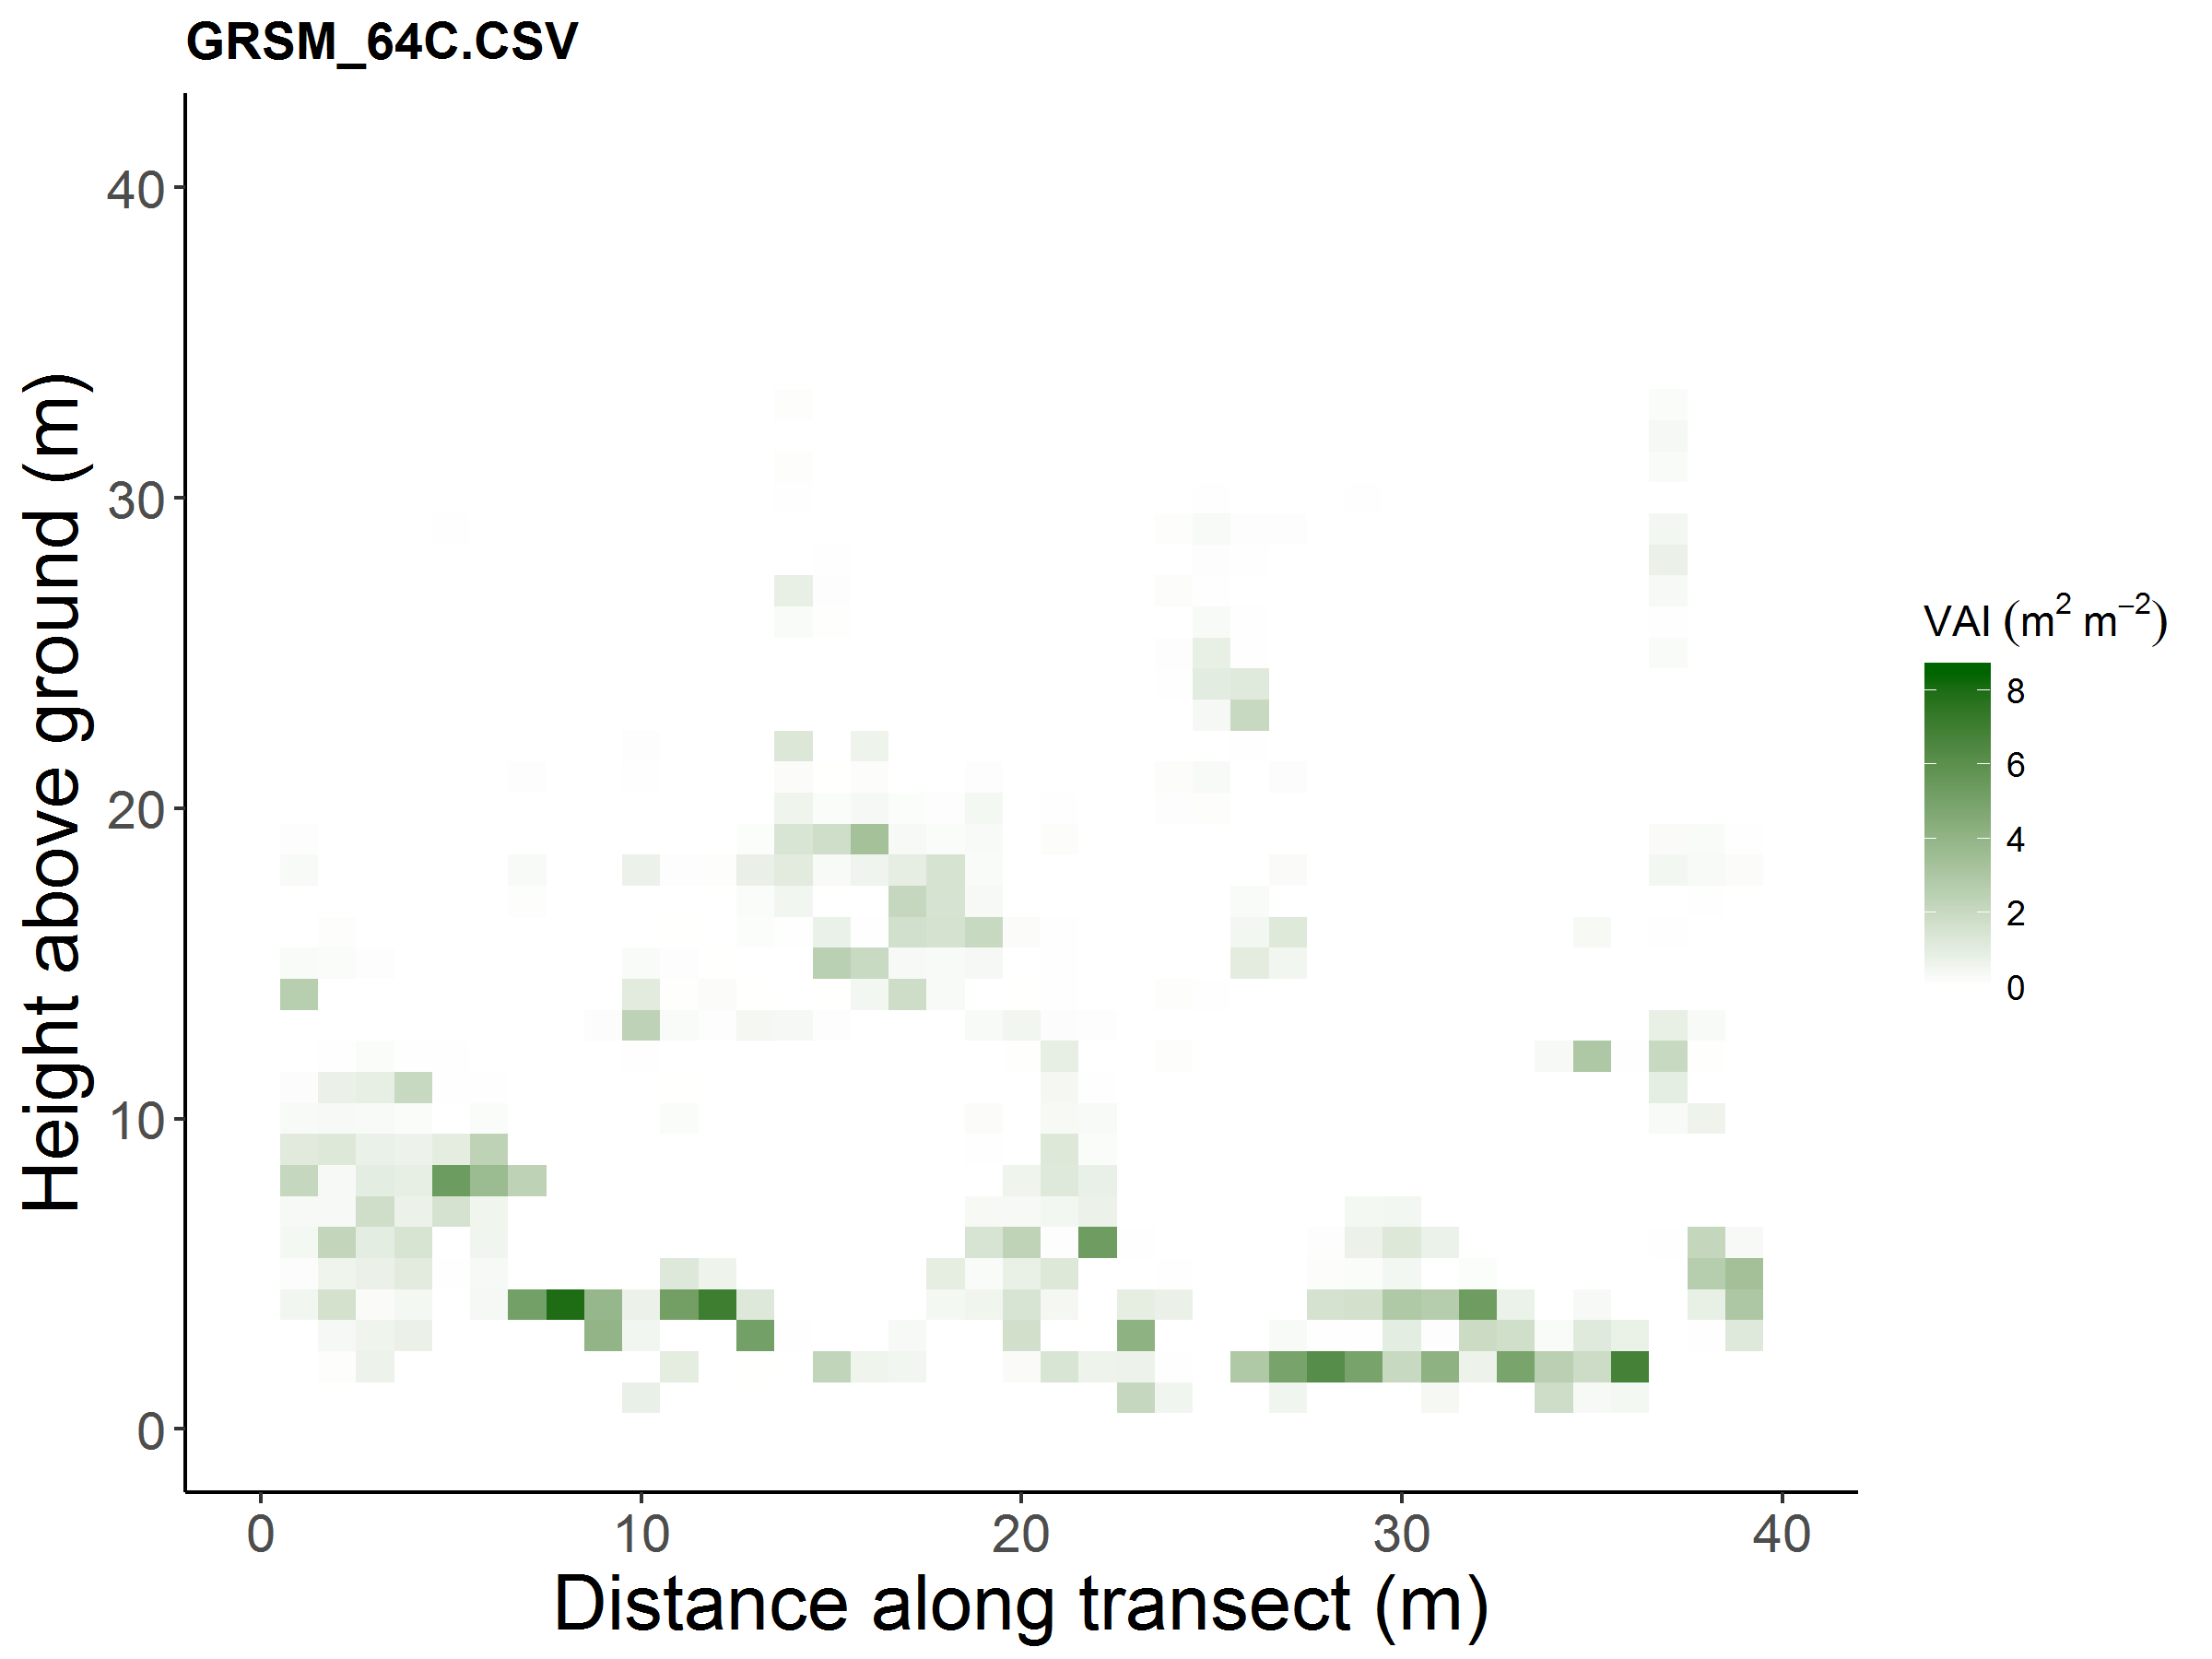 GRSM_64C.CSV
Height above ground (m)
40
30
20
10
0
0 10 20 30 40
Distance along transect (m)
VAI (m² m⁻²)
8
6
4
2
0